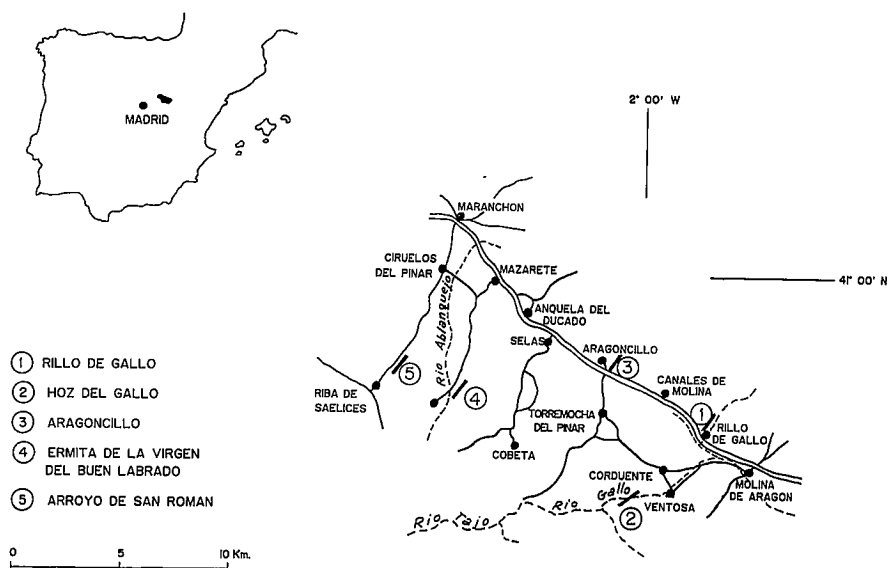 MADRID
2° 00' W
41° 00' N
MARANCHON
CIRUELOS
DEL PINAR
MAZARETE
Rio Ablanquejo
ANQUELA DEL
DUCADO
SELAS
ARAGONCILLO
3
CANALES DE
MOLINA
5
RIBA DE
SAELICES
4
1
RILLO
DE GALLO
TORREMOCHA
DEL PINAR
COBETA
CORDUENTE
MOLINA
DE ARAGON
VENTOSA
2
Rio Tajo
Rio Gallo
1 RILLO DE GALLO
2 HOZ DEL GALLO
3 ARAGONCILLO
4 ERMITA DE LA VIRGEN
DEL BUEN LABRADO
5 ARROYO DE SAN ROMAN
0 5 10 Km.